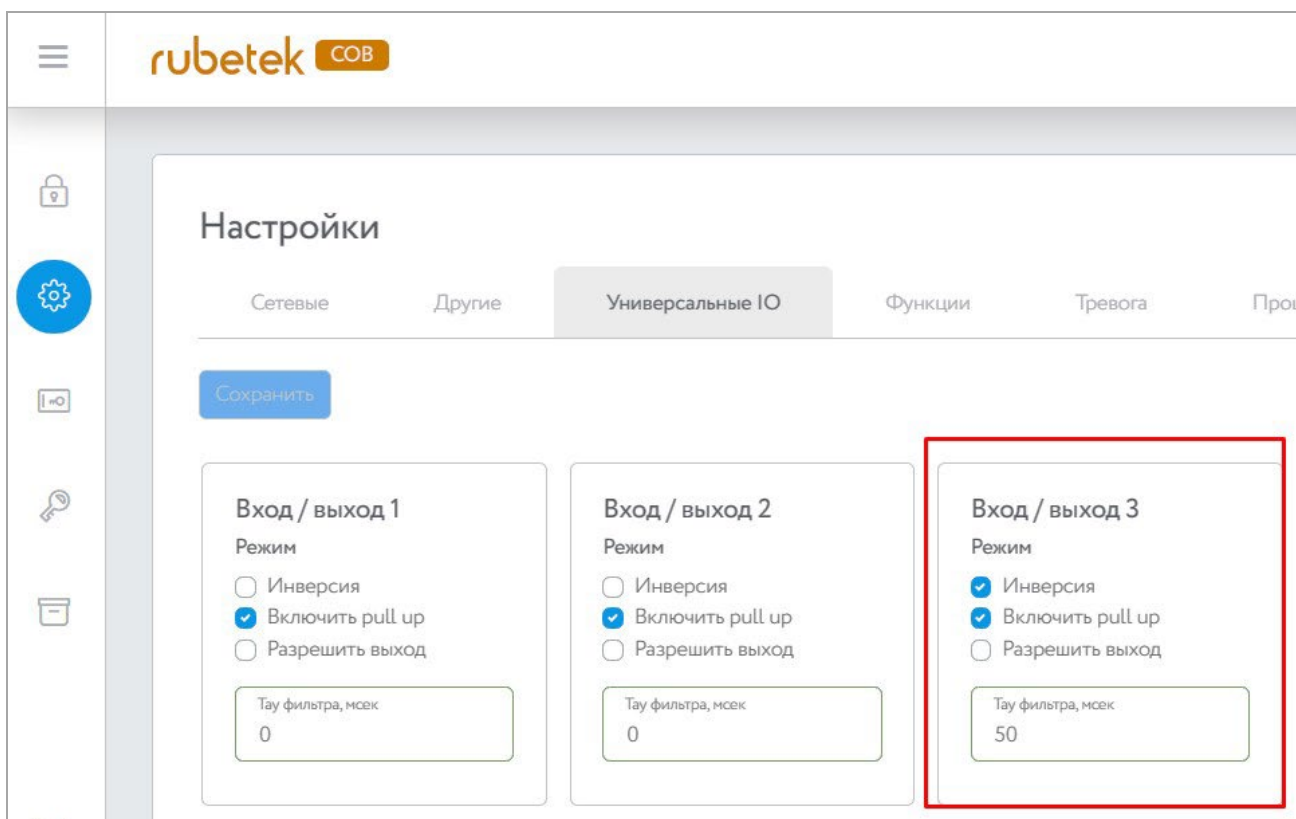 rubetek СОВ
Настройки
Сетевые Другие Универсальные IO Функции Тревога
Сохранить
Вход / выход 1 Вход / выход 2 Вход / выход 3
Режим Режим Режим
Инверсия Инверсия Инверсия
Включить pull up Включить pull up Включить pull up
Разрешить выход Разрешить выход Разрешить выход
Тау фильтра, мсек Тау фильтра, мсек Тау фильтра, мсек
0 0 50